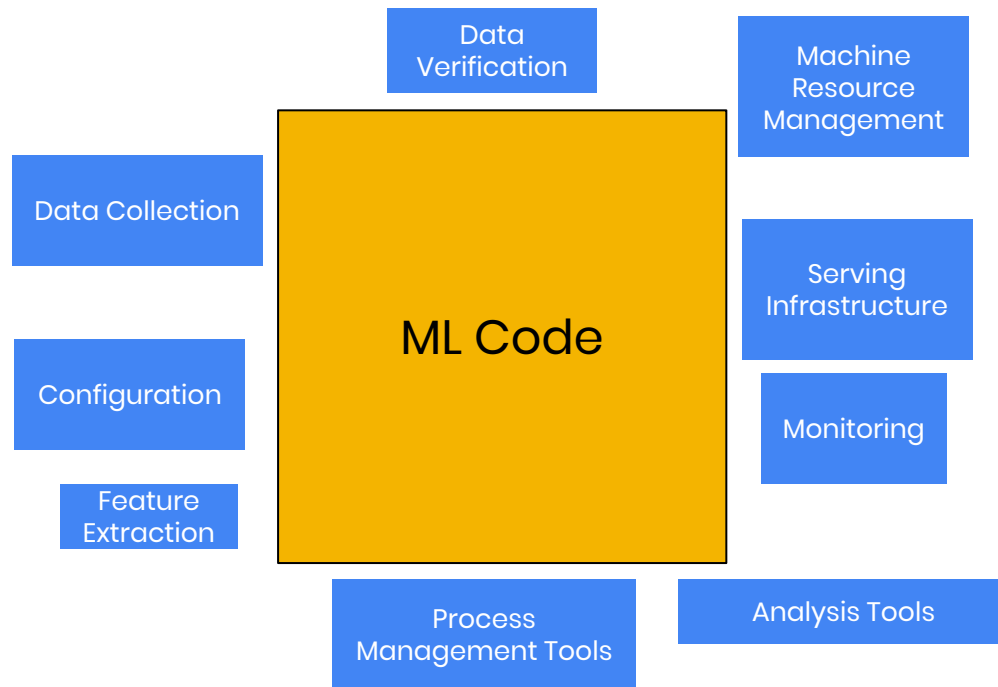 Data
Verification
Machine
Resource
Management
Data Collection
Serving
Infrastructure
ML Code
Configuration
Monitoring
Feature
Extraction
Process
Management Tools
Analysis Tools